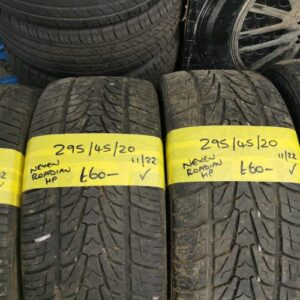 295/45/20
NEXEN
ROADIAN
HP
£60-
11/22
✓
295/45/20
NEXEN
ROADIAN
HP
£60-
11/22
✓